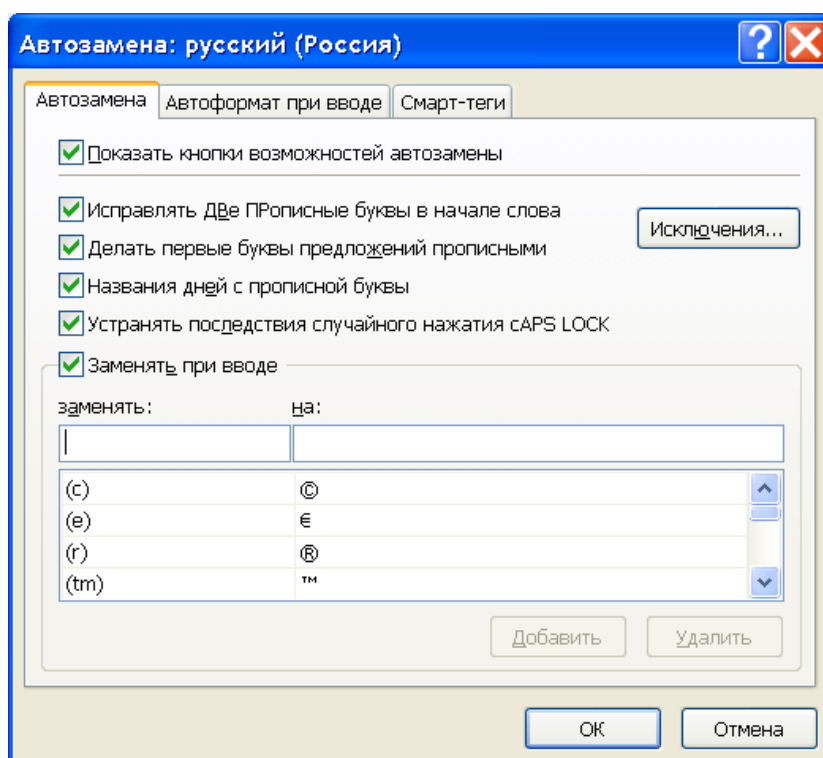 Автозамена: русский (Россия)
Автозамена Автоформат при вводе Смарт-теги
Показать кнопки возможностей автозамены
Исправлять ДВе ПРописные буквы в начале слова
Исключения...
Делать первые буквы предложений прописными
Названия дней с прописной буквы
Устранять последствия случайного нажатия cAPS LOCK
Заменять при вводе
заменять: на:
(c) ©
(e) €
(r) ®
(tm) ™
Добавить Удалить
ОК Отмена